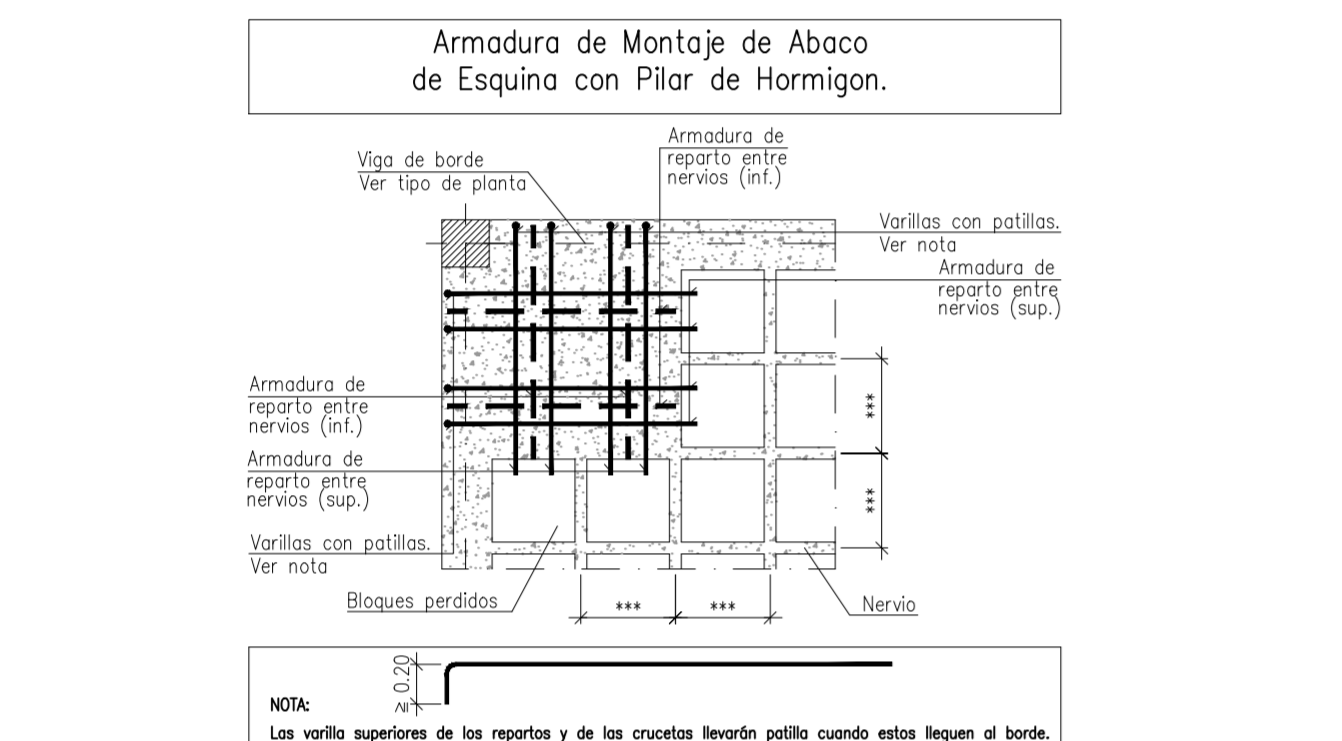 Armadura de Montaje de Abaco
de Esquina con Pilar de Hormigon.
Armadura de
reparto entre
nervios (inf.)
Viga de borde
Ver tipo de planta
Varillas con patillas.
Ver nota
Armadura de
reparto entre
nervios (sup.)
Armadura de
reparto entre
nervios (inf.)
***
Armadura de
reparto entre
nervios (sup.)
***
Varillas con patillas.
Ver nota
Bloques perdidos
*** ***
Nervio
≥ 0.20
NOTA:
Las varilla superiores de los repartos y de las crucetas llevarán patilla cuando estos lleguen al borde.